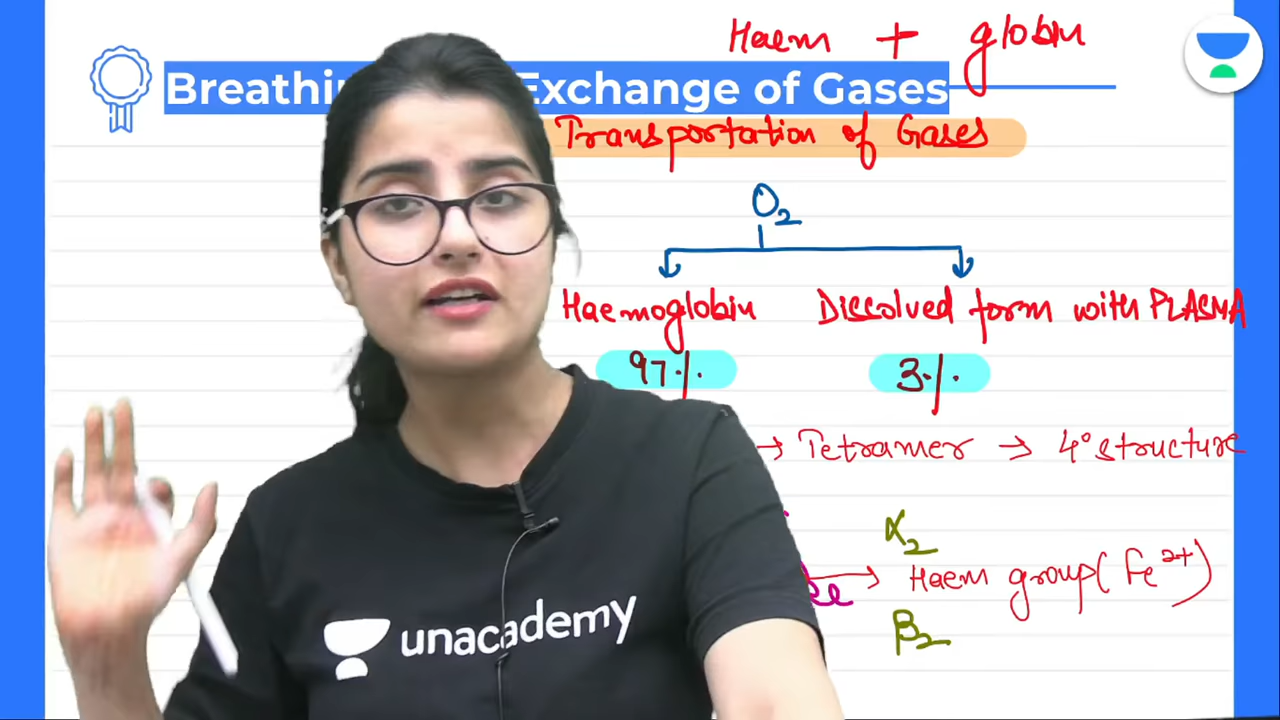 Haem + globin
Breathi Exchange of Gases
Transportation of Gases
O2
Haemoglobin Dissolved form with PLASMA
97% 3%
→ Tetramer → 4° structure
α2
→ Haem group (Fe2+)
β2
unacademy